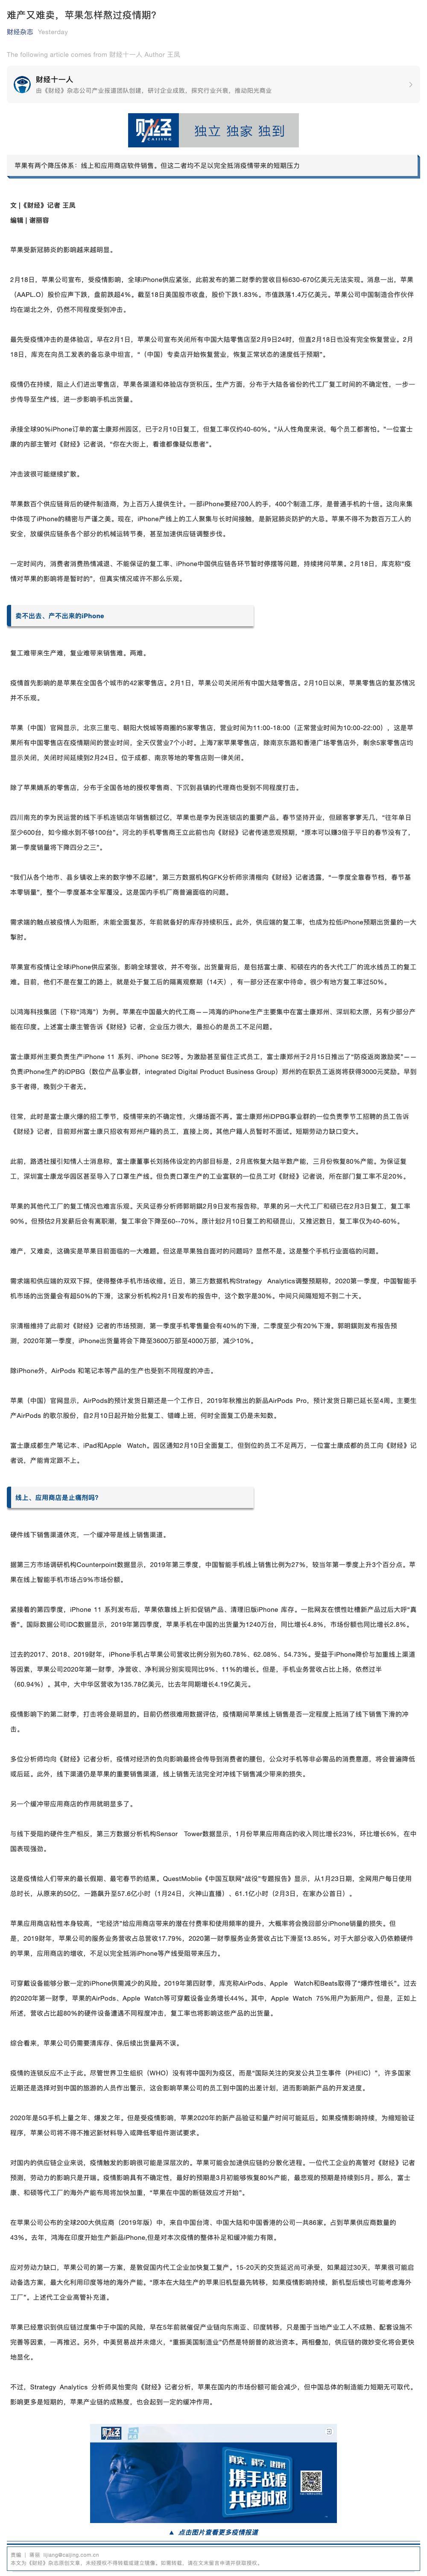 难产又难卖，苹果怎样熬过疫情期?
财经杂志 Yesterday
The following article comes from 财经十一人 Author 王凤
财经十一人
由《财经》杂志公司产业报道团队创建，研讨企业成败，探究行业兴衰，推动阳光商业
财经 CAIJING 独立 独家 独到
苹果有两个降压体系：线上和应用商店软件销售。但这二者均不足以完全抵消疫情带来的短期压力
文 |《财经》记者 王凤
编辑 | 谢丽容
苹果受新冠肺炎的影响越来越明显。
2月18日，苹果公司宣布，受疫情影响，全球iPhone供应紧张，此前发布的第二财季的营收目标630-670亿美元无法实现。消息一出，苹果
（AAPL.O）股价应声下跌，盘前跌超4%。截至18日美国股市收盘，股价下跌1.83%。市值跌落1.4万亿美元。苹果公司中国制造合作伙伴
均在湖北之外，仍然不同程度受到冲击。
最先受疫情冲击的是体验店。早在2月1日，苹果公司宣布关闭所有中国大陆零售店至2月9日24时，但直2月18日也没有完全恢复营业。2月
18日，库克在向员工发表的备忘录中坦言，“（中国）专卖店开始恢复营业，恢复正常状态的速度低于预期”。
疫情仍在持续，阻止人们进出零售店，苹果各渠道和体验店存货积压。生产方面，分布于大陆各省份的代工厂复工时间的不确定性，一步一
步传导至生产线，进一步影响手机出货量。
承接全球90%iPhone订单的富士康郑州园区，已于2月10日复工，但复工率仅约40-60%。“从人性角度来说，每个员工都害怕。”一位富士
康的内部主管对《财经》记者说，“你在大街上，看谁都像疑似患者”。
冲击波很可能继续扩散。
苹果数百个供应链背后的硬件制造商，为上百万人提供生计。一部iPhone要经700人的手，400个制造工序，是普通手机的十倍。这向来集
中体现了iPhone的精密与严谨之美。现在，iPhone产线上的工人聚集与长时间接触，是新冠肺炎防护的大忌。苹果不得不为数百万工人的
安全，放缓供应链条各个部分的机械运转节奏，甚至加速供应链调整步伐。
一定时间内，消费者消费热情减退、不能保证的复工率、iPhone中国供应链各环节暂时停摆等问题，持续拷问苹果。2月18日，库克称“疫
情对苹果的影响将是暂时的”，但真实情况或许不那么乐观。
卖不出去、产不出来的iPhone
复工难带来生产难，复业难带来销售难。两难。
疫情首先影响的是苹果在全国各个城市的42家零售店。2月1日，苹果公司关闭所有中国大陆零售店。2月10日以来，苹果零售店的复苏情况
并不乐观。
苹果（中国）官网显示，北京三里屯、朝阳大悦城等商圈的5家零售店，营业时间为11:00-18:00（正常营业时间为10:00-22:00），这是苹
果所有中国零售店在疫情期间的营业时间，全天仅营业7个小时。上海7家苹果零售店，除南京东路和香港广场零售店外，剩余5家零售店均
显示关闭，关闭时间延续到2月24日。位于成都、南京等地的零售店则一律关闭。
除了苹果嫡系的零售店，分布于全国各地的授权零售商、下沉到县镇的代理商也受到不同程度打击。
四川南充的李为民运营的线下手机连锁店年销售额过亿，苹果也是李为民连锁店的重要产品。春节坚持开业，但顾客寥寥无几，“往年单日
至少600台，如今缩水到不够100台”。河北的手机零售商王立此前也向《财经》记者传递悲观预期，“原本可以赚3倍于平日的春节没有了，
第一季度销量将下降四分之三”。
“我们从各个地市、县乡镇收上来的数字惨不忍睹”，第三方数据机构GFK分析师宗清楠向《财经》记者透露，“一季度全靠春节档，春节基
本零销量”，整个一季度基本全军覆没。这是国内手机厂商普遍面临的问题。
需求端的触点被疫情人为阻断，未能全面复苏，年前就备好的库存持续积压。此外，供应端的复工率，也成为拉低iPhone预期出货量的一大
掣肘。
苹果宣布疫情让全球iPhone供应紧张，影响全球营收，并不夸张。出货量背后，是包括富士康、和硕在内的各大代工厂的流水线员工的复工
难。目前，他们不是在复工的路上，就是处于复工后的隔离观察期（14天），有一部分还在家中待命。很少有地方复工率过50%。
以鸿海科技集团（下称“鸿海”）为例。苹果在中国最大的代工商——鸿海的iPhone生产主要集中在富士康郑州、深圳和太原，另有少部分产
能在印度。上述富士康主管告诉《财经》记者，企业压力很大，最担心的是员工不足问题。
富士康郑州主要负责生产iPhone 11 系列、iPhone SE2等。为激励甚至留住正式员工，富士康郑州于2月15日推出了“防疫返岗激励奖”——
负责iPhone生产的iDPBG（数位产品事业群，integrated Digital Product Business Group）郑州的在职员工返岗将获得3000元奖励。早到
多干者得，晚到少干者无。
往常，此时是富士康火爆的招工季节，疫情带来的不确定性，火爆场面不再。富士康郑州iDPBG事业群的一位负责季节工招聘的员工告诉
《财经》记者，目前郑州富士康只招收有郑州户籍的员工，直接上岗。其他户籍人员暂时不面试。短期劳动力缺口变大。
此前，路透社援引知情人士消息称，富士康董事长刘扬伟设定的内部目标是，2月底恢复大陆半数产能，三月份恢复80%产能。为保证复
工，深圳富士康龙华园区甚至导入了口罩生产线。但负责口罩生产的工业富联的一位员工对《财经》记者说，所在部门复工率不足20%。
苹果的其他代工厂的复工情况也难言乐观。天风证券分析师郭明錤2月9日发布报告称，苹果的另一大代工厂和硕已在2月3日复工，复工率
90%。但预估2月发薪后会有离职潮，复工率会下降至60--70%。原计划2月10日复工的和硕昆山，又推迟数日，复工率仅为40-60%。
难产，又难卖，这确实是苹果目前面临的一大难题。但这是苹果独自面对的问题吗？显然不是。这是整个手机行业面临的问题。
需求端和供应端的双双下探，使得整体手机市场收缩。近日，第三方数据机构Strategy Analytics调整预期称，2020第一季度，中国智能手
机市场的出货量会有超50%的下滑，这家分析机构2月1日发布的报告中，这个数字是30%。中间只间隔短短不到二十天。
宗清楠维持了此前对《财经》记者的市场预测，第一季度手机零售量会有40%的下滑，二季度至少有20%下滑。郭明錤则发布报告预
测，2020年第一季度，iPhone出货量将会下降至3600万部至4000万部，减少10%。
除iPhone外，AirPods 和笔记本等产品的生产也受到不同程度的冲击。
苹果（中国）官网显示，AirPods的预计发货日期还是一个工作日，2019年秋推出的新品AirPods Pro，预计发货日期已延长至4周。主要生
产AirPods 的歌尔股份，自2月10日起开始分批复工、错峰上班，何时全面复工仍是未知数。
富士康成都生产笔记本、iPad和Apple Watch。园区通知2月10日全面复工，但到位的员工不足两万，一位富士康成都的员工向《财经》记
者说，产能肯定跟不上。
线上、应用商店是止痛剂吗？
硬件线下销售渠道休克，一个缓冲带是线上销售渠道。
据第三方市场调研机构Counterpoint数据显示，2019年第三季度，中国智能手机线上销售比例为27%，较当年第一季度上升3个百分点。苹
果在线上智能手机市场占9%市场份额。
紧接着的第四季度，iPhone 11 系列发布后，苹果依靠线上折扣促销产品、清理旧版iPhone 库存。一批网友在惯性吐槽新产品过后大呼“真
香”。国际数据公司IDC数据显示，2019年第四季度，苹果手机在中国的出货量为1240万台，同比增长4.8%，市场份额也同比增长2.8%。
过去的2017、2018、2019财年，iPhone手机占苹果公司营收比例分别为60.78%、62.08%、54.73%。受益于iPhone降价与加重线上渠道
等因素，苹果公司2020年第一财季，净营收、净利润分别实现同比9%、11%的增长。但是，手机业务营收占比上扬，依然过半
（60.94%）。其中，大中华区营收为135.78亿美元，比去年同期增长4.19亿美元。
疫情影响下的第二财季，打击将会是明显的。目前仍然很难用数据评估，疫情期间苹果线上销售是否一定程度上抵消了线下销售下滑的冲
击。
多位分析师均向《财经》记者分析，疫情对经济的负向影响最终会传导到消费者的腰包，公众对手机等非必需品的消费意愿，将会普遍降低
或后延。此外，线下渠道仍是苹果的重要销售渠道，线上销售无法完全对冲线下销售减少带来的损失。
另一个缓冲带应用商店的作用就明显多了。
与线下受阻的硬件生产相反，第三方数据分析机构Sensor Tower数据显示，1月份苹果应用商店的收入同比增长23%，环比增长6%，在中
国表现强劲。
这是疫情给人们带来的最长假期、最宅春节的结果。QuestMoblie《中国互联网“战役”专题报告》显示，从1月23日期，全网用户每日使用
总时长，从原来的50亿，一路飙升至57.6亿小时（1月24日，火神山直播）、61.1亿小时（2月3日，在家办公首日）。
苹果应用商店粘性本身较高，“宅经济”给应用商店带来的潜在付费率和使用频率的提升，大概率将会挽回部分iPhone销量的损失。但
是，2019财年，苹果公司的服务业务营收占总营收17.79%，2020第一财季服务业务营收占比下滑至13.85%。对于大部分收入仍依赖硬件
的苹果，应用商店的增收，不足以完全抵消iPhone等产线受阻带来压力。
可穿戴设备能够分散一定的iPhone供需减少的风险。2019年第四财季，库克称AirPods、Apple Watch和Beats取得了“爆炸性增长”。过去
的2020年第一财季，苹果的AirPods、Apple Watch等可穿戴设备业务增长44%。其中，Apple Watch 75%用户为新用户。但是，正如上
所述，营收占比超80%的硬件设备遭遇不同程度冲击，复工率也将影响这些产品的出货量。
综合看来，苹果公司仍需要清库存、保后续出货量两不误。
疫情的连锁反应不止于此。尽管世界卫生组织（WHO）没有将中国列为疫区，而是“国际关注的突发公共卫生事件（PHEIC）”，许多国家
近期还是选择对到中国的旅游的人员作出警示，这会影响苹果公司的员工到中国的出差计划，进而影响新产品的开发进度。
2020年是5G手机上量之年、爆发之年。但是受疫情影响，苹果2020年的新产品验证和量产时间可能延后。如果疫情影响持续，为缩短验证
程序，苹果公司将不得不推迟新材料导入或降低零组件测试要求。
对国内的供应链企业来说，疫情触发的影响很可能是深层次的。苹果可能会加速供应链的分散化进程。一位代工企业的高管对《财经》记者
预测，劳动力的影响只是开端。疫情影响具有不确定性，最好的预期是3月初能够恢复80%产能，最悲观的预期是持续到5月。那么，富士
康、和硕等代工厂的海外产能布局将加快加重，“苹果在中国的断链效应才开始”。
在苹果公司公布的全球200大供应商（2019年版）中，来自中国台湾、中国大陆和中国香港的公司一共86家。占到苹果供应商数量的
43%。去年，鸿海在印度开始生产新品iPhone,但是对本次疫情的整体补足和缓冲能力有限。
应对劳动力缺口，苹果公司的第一方案，是敦促国内代工企业加快复工复产。15-20天的交货延迟尚可承受，如果超过30天，苹果很可能启
动备选方案，最大化利用印度等地的海外产能。“原本在大陆生产的苹果旧机型最先转移，如果疫情影响持续，新机型后续也可能考虑海外
工厂”。上述代工企业高管补充道。
苹果已经意识到供应链过度集中于中国的风险，早在5年前就催促产业链向东南亚、印度转移，只是囿于当地产业工人不成熟、配套设施不
完善等因素，一再推迟。另外，中美贸易战并未熄火，“重振美国制造业”仍然是特朗普的政治资本。两相叠加，供应链的微妙变化将会更快
地显化。
不过，Strategy Analytics 分析师吴怡雯向《财经》记者分析，苹果在国内的市场份额可能会减少，但中国总体的制造能力短期无可取代。
影响更多是短期的，苹果产业链的成熟度，也会起到一定的缓冲作用。
财经
真实、科学、建设性
携手战疫
共度时艰
▲ 点击图片查看更多疫情报道
本文为《财经》杂志原创文章，未经授权不得转载或建立镜像。如需转载，请在文末留言申请并获取授权。